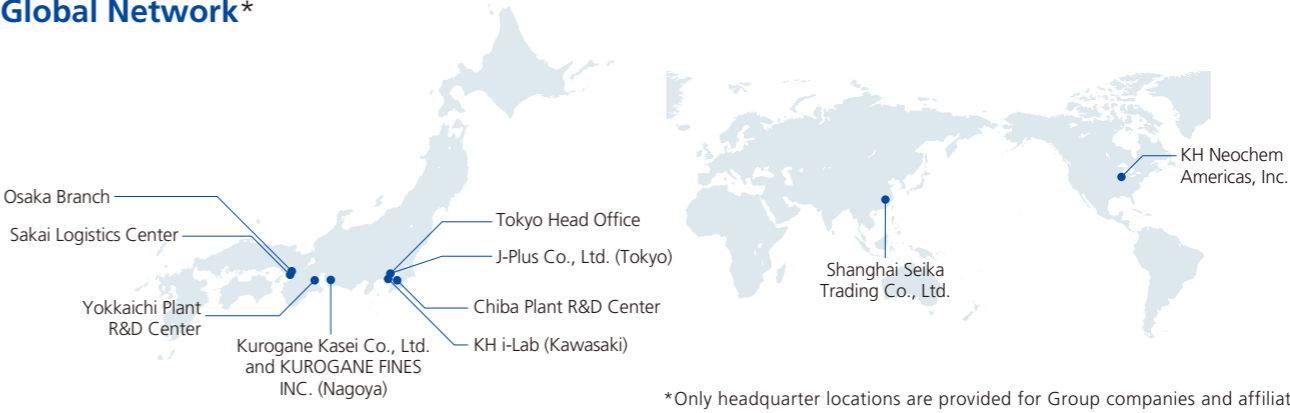 Global Network*
Osaka Branch
Sakai Logistics Center
Yokkaichi Plant
R&D Center
Kurogane Kasei Co., Ltd.
and KUROGANE FINES
INC. (Nagoya)
Tokyo Head Office
J-Plus Co., Ltd. (Tokyo)
Chiba Plant R&D Center
KH i-Lab (Kawasaki)
Shanghai Seika
Trading Co., Ltd.
KH Neochem
Americas, Inc.
*Only headquarter locations are provided for Group companies and affiliat